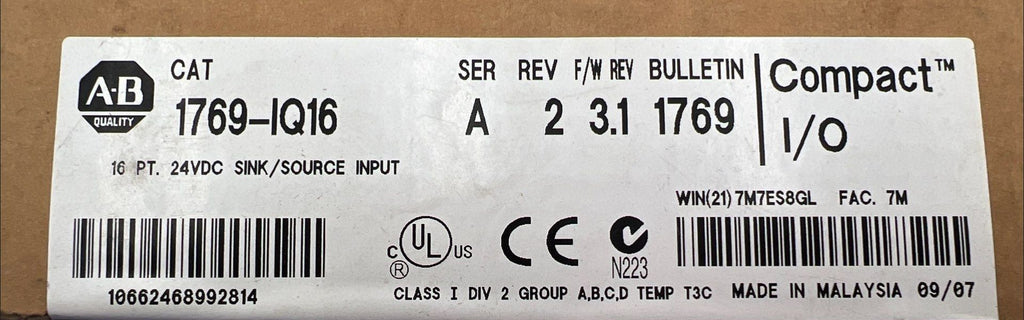 A-B
QUALITY
CAT
1769-IQ16
16 PT. 24VDC SINK/SOURCE INPUT
SER REV F/W REV BULLETIN
A 2 3.1 1769
Compact™
I/O
WIN(21) 7M7ES8GL FAC. 7M
10662468992814
C UL US
®
CE
N223
CLASS I DIV 2 GROUP A,B,C,D TEMP T3C MADE IN MALAYSIA 09/07